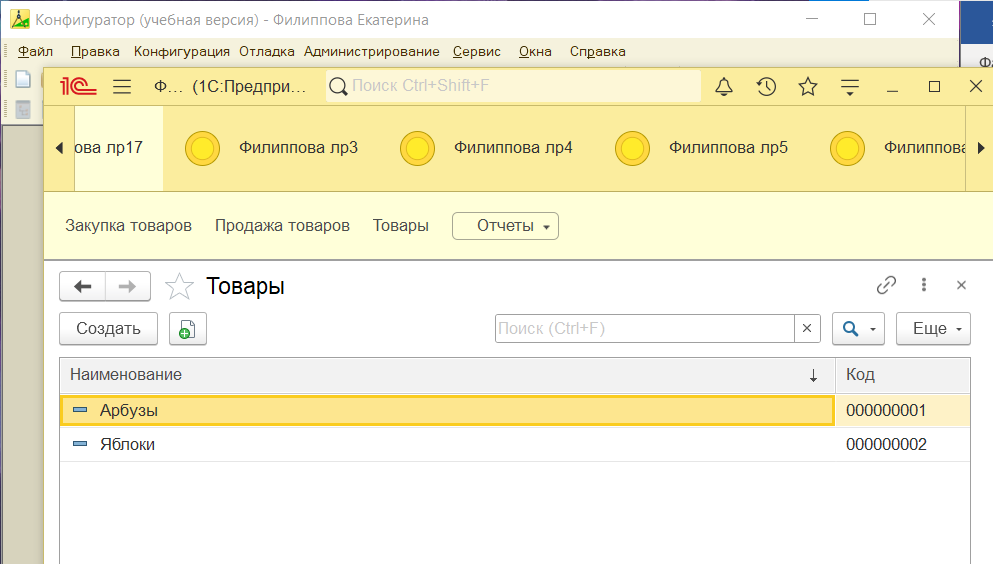 Конфигуратор (учебная версия) - Филиппова Екатерина
Файл Правка Конфигурация Отладка Администрирование Сервис Окна Справка
Фа
1С Ф... (1С:Предпри... Поиск Ctrl+Shift+F
ова лр17 Филиппова лр3 Филиппова лр4 Филиппова лр5 Филиппова
Закупка товаров Продажа товаров Товары Отчеты
Товары
Создать Поиск (Ctrl+F) × Еще
Наименование ↓ Код
Арбузы 000000001
Яблоки 000000002